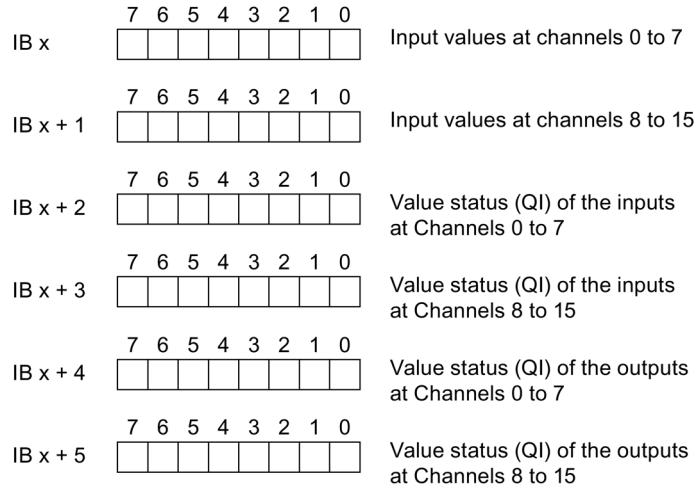 7 6 5 4 3 2 1 0
IB x
Input values at channels 0 to 7
7 6 5 4 3 2 1 0
IB x + 1
Input values at channels 8 to 15
7 6 5 4 3 2 1 0
IB x + 2
Value status (QI) of the inputs
at Channels 0 to 7
7 6 5 4 3 2 1 0
IB x + 3
Value status (QI) of the inputs
at Channels 8 to 15
7 6 5 4 3 2 1 0
IB x + 4
Value status (QI) of the outputs
at Channels 0 to 7
7 6 5 4 3 2 1 0
IB x + 5
Value status (QI) of the outputs
at Channels 8 to 15